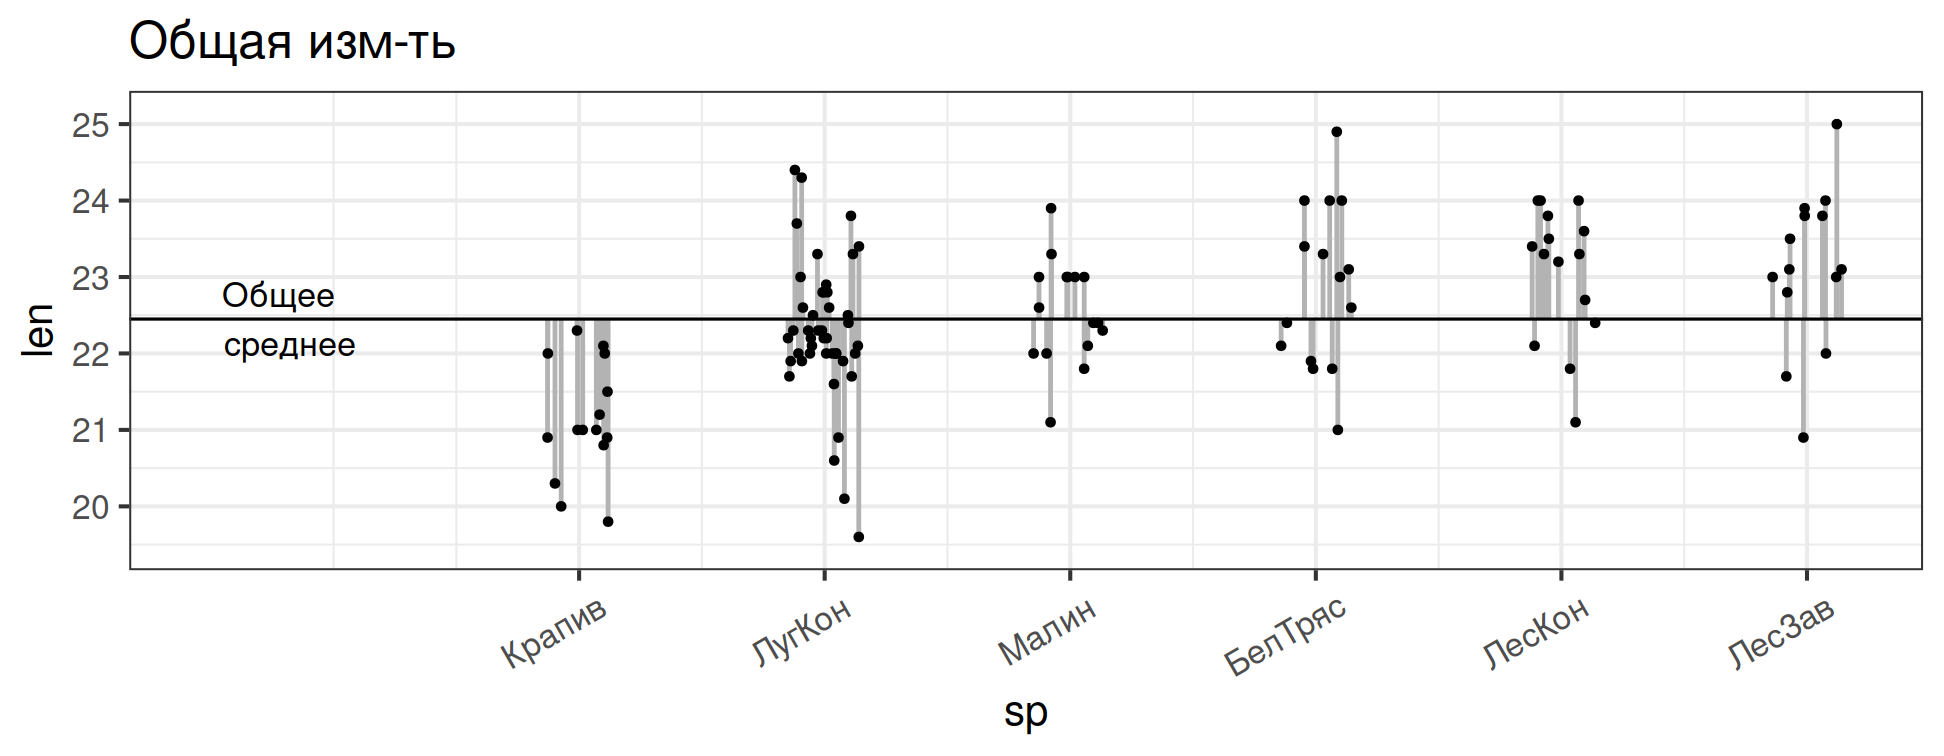 Общая изм-ть
25
24
23
22
21
20
len
Общее
среднее
Крапив
ЛугКон
Малин
БелТряс
ЛесКон
ЛесЗав
sp